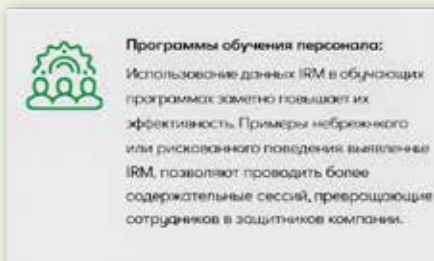 Программы обучения персонала:
Использование данных IRM в обучающих
программах заметно повышает их
эффективность. Примеры небрежного
или рискованного поведения, выявленные
IRM, позволяют проводить более
содержательные сессий, превращающие
сотрудников в защитников компании.